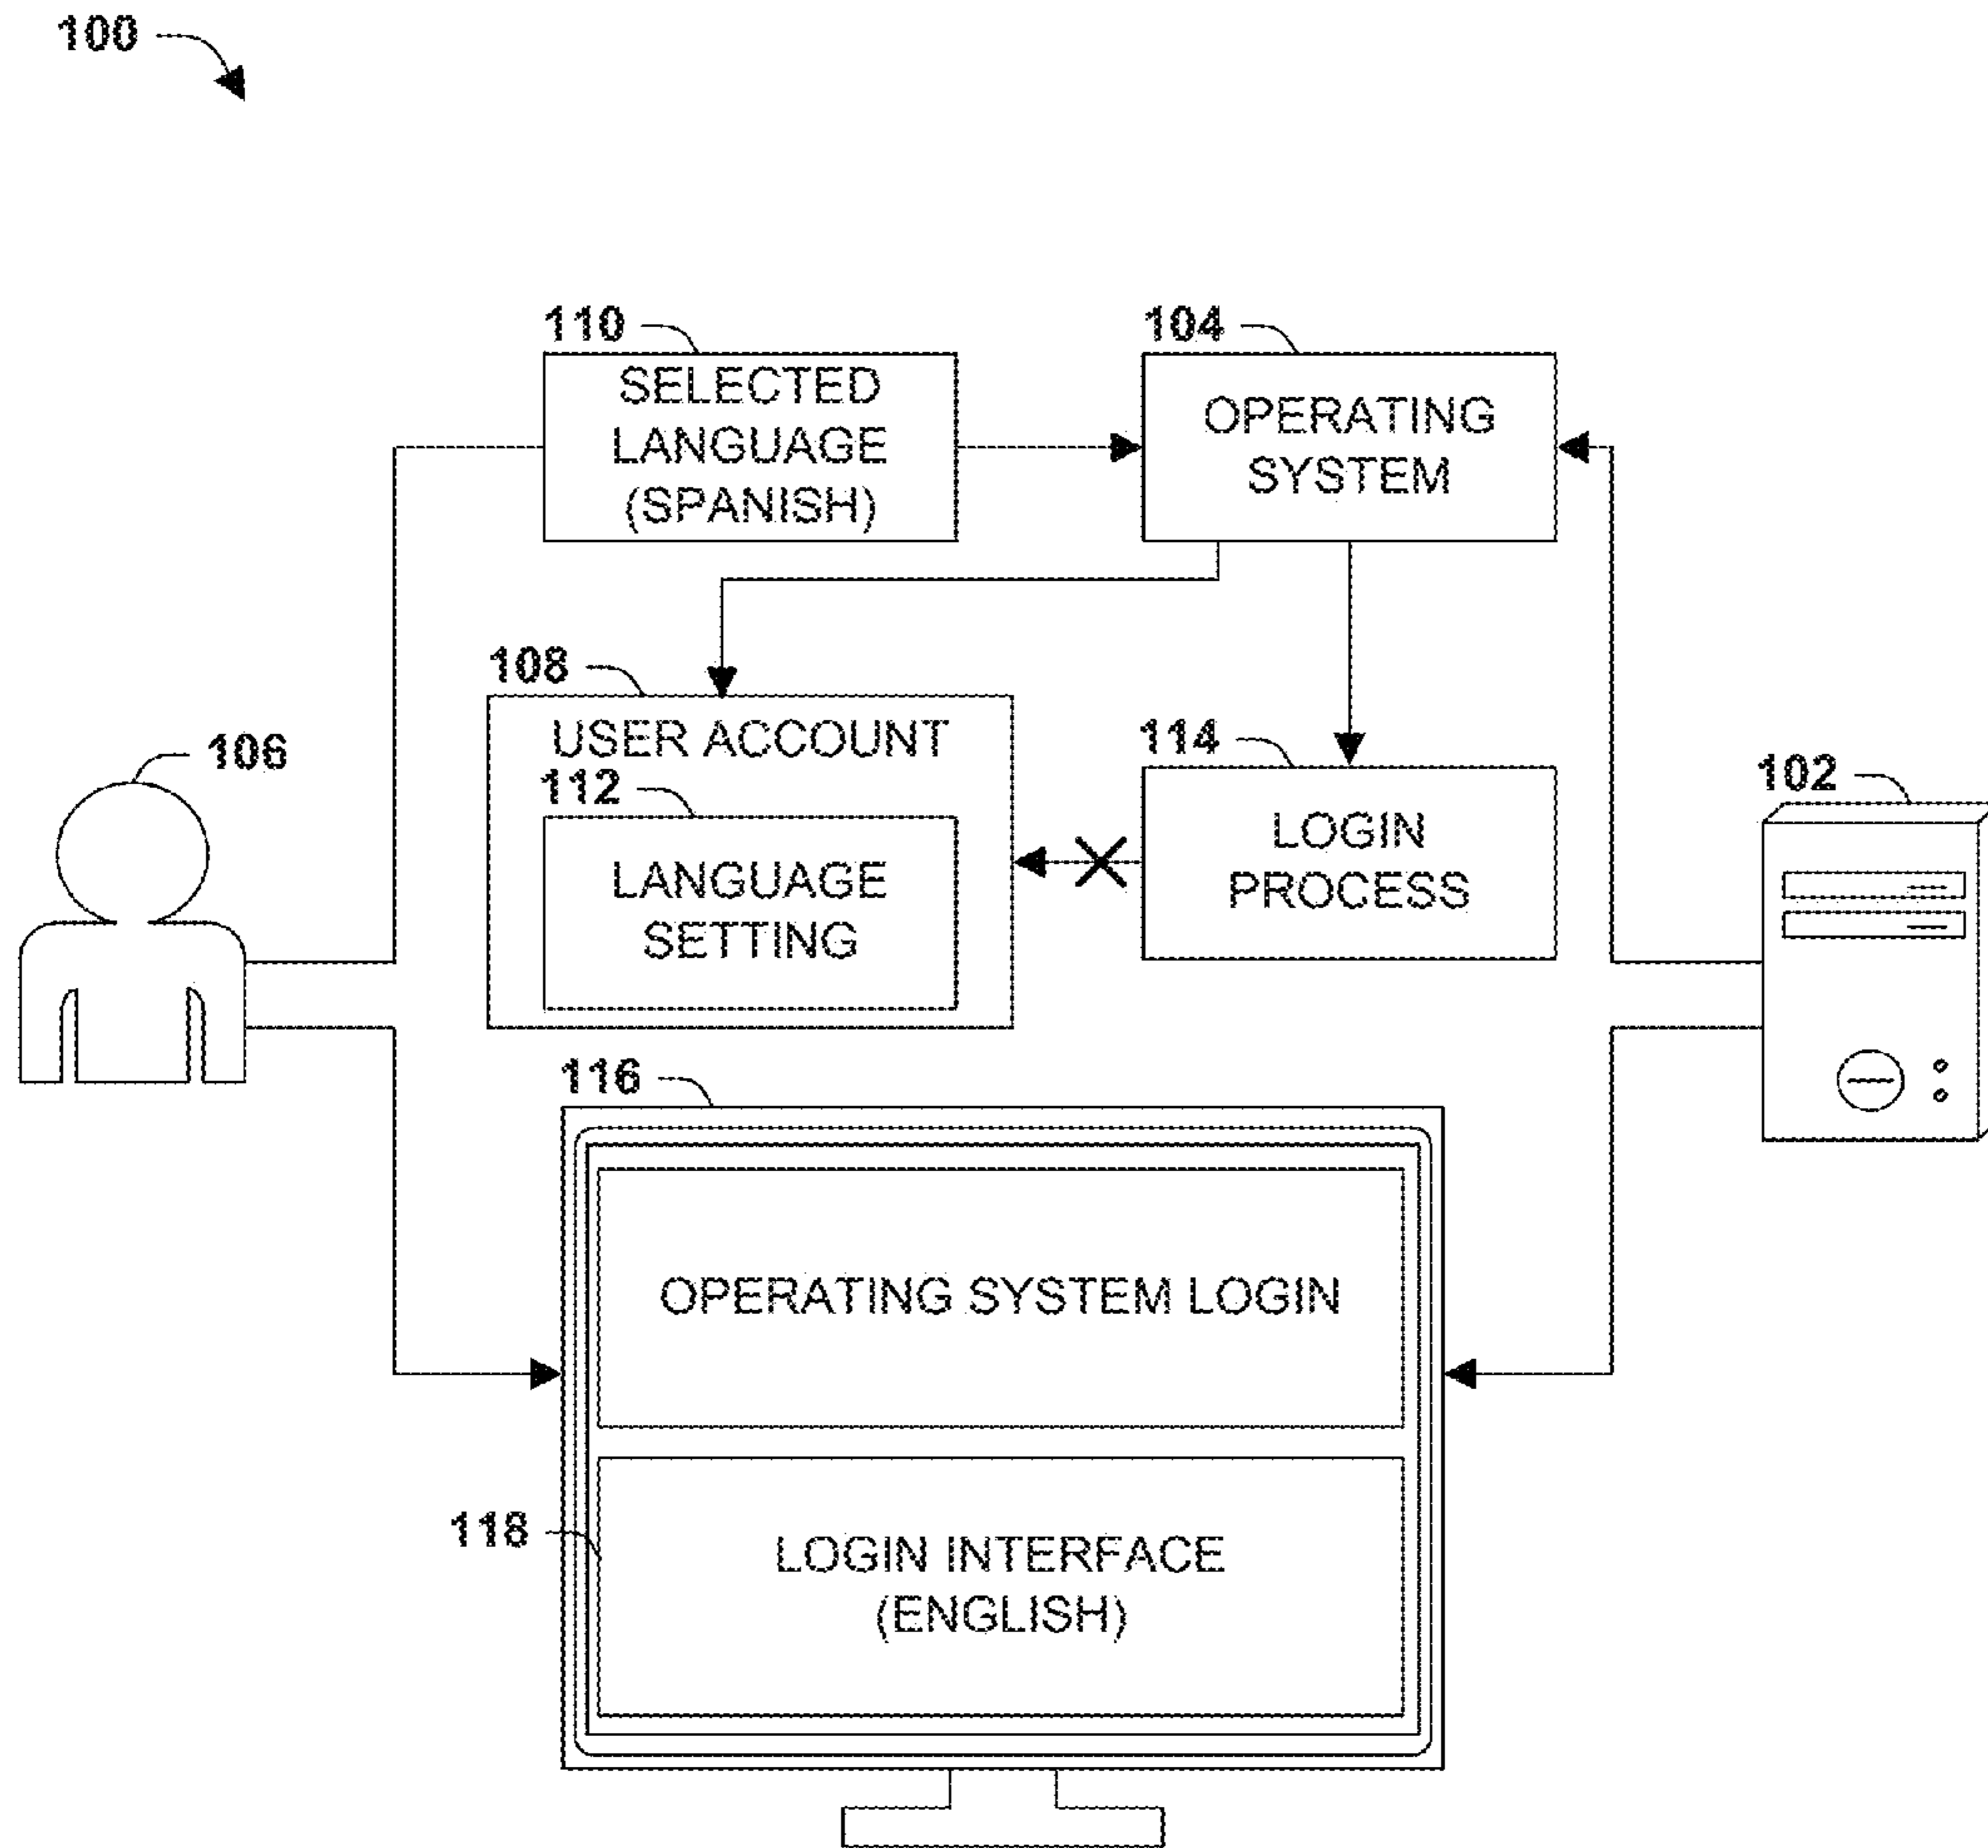 100
110
104
SELECTED
LANGUAGE
(SPANISH)
OPERATING
SYSTEM
108
USER ACCOUNT
106
114
102
112
LANGUAGE
SETTING
LOGIN
PROCESS
116
OPERATING SYSTEM LOGIN
118
LOGIN INTERFACE
(ENGLISH)